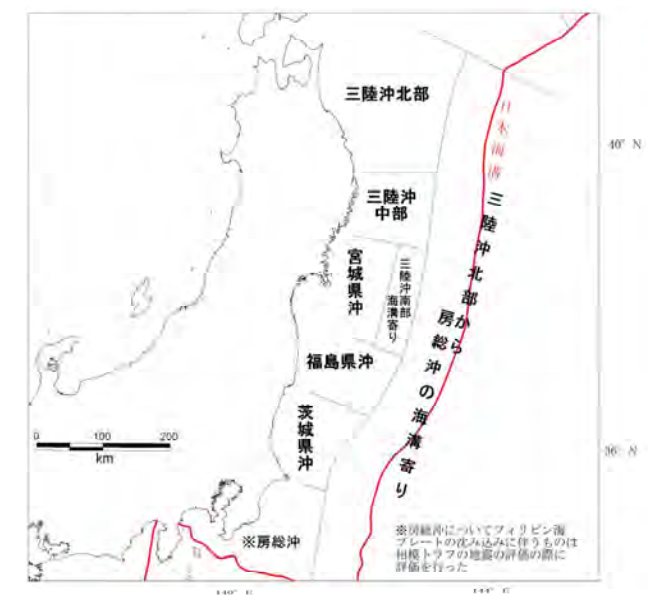 三陸沖北部
日本海溝
40° N
三陸沖
中部
三陸沖北部から
房総沖の海溝寄り
宮城県沖
三陸沖南部
海溝寄り
福島県沖
茨城県沖
0 100 200
km
36° N
※房総沖
※房総沖についてフィリピン海
プレートの沈み込みに伴うものは
相模トラフの地震の評価の際に
評価を行った
140° E
144° E